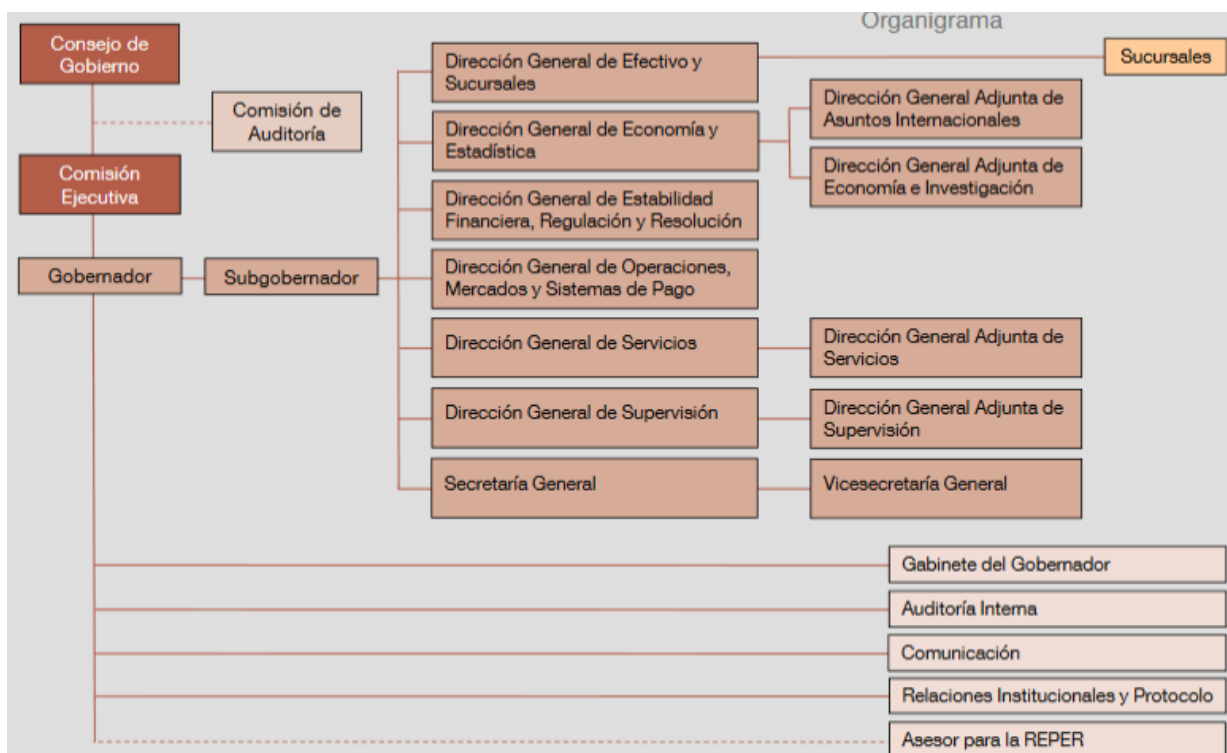 Organigrama
Consejo de
Gobierno
Comisión de
Auditoría
Comisión
Ejecutiva
Gobernador
Subgobernador
Dirección General de Efectivo y
Sucursales
Sucursales
Dirección General de Economía y
Estadística
Dirección General Adjunta de
Asuntos Internacionales
Dirección General Adjunta de
Economía e Investigación
Dirección General de Estabilidad
Financiera, Regulación y Resolución
Dirección General de Operaciones,
Mercados y Sistemas de Pago
Dirección General de Servicios
Dirección General Adjunta de
Servicios
Dirección General de Supervisión
Dirección General Adjunta de
Supervisión
Secretaría General
Vicesecretaría General
Gabinete del Gobernador
Auditoría Interna
Comunicación
Relaciones Institucionales y Protocolo
Asesor para la REPER